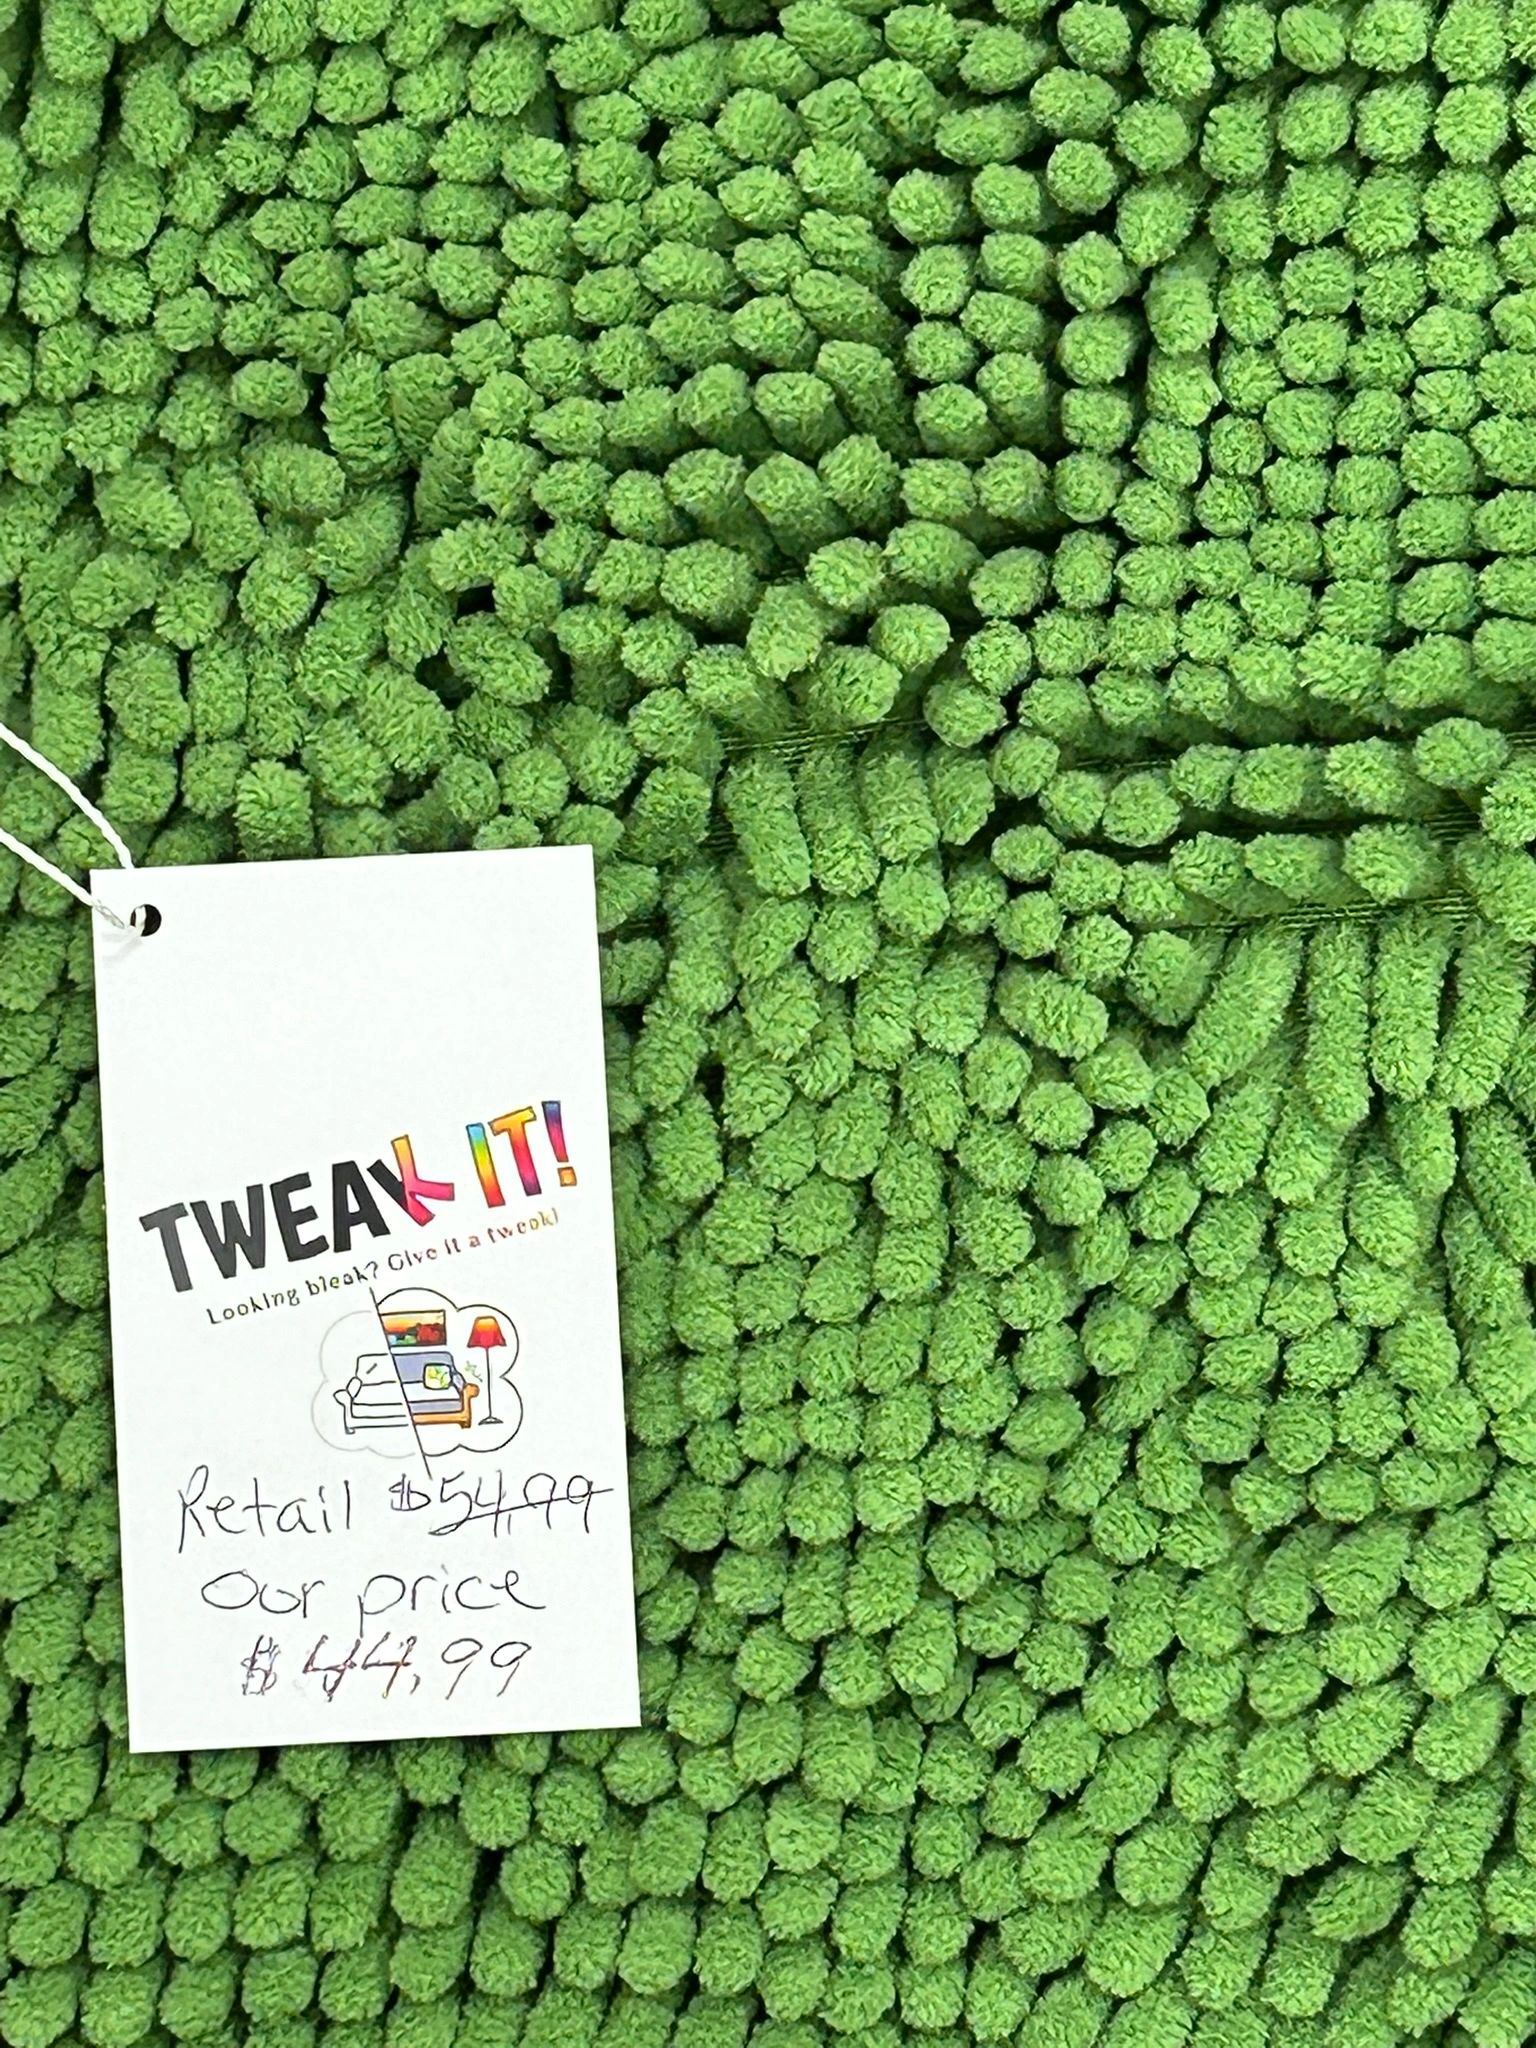 TWEAK IT!
Looking bleak? Give it a tweak!
Retail $54.99
Our price
$44.99